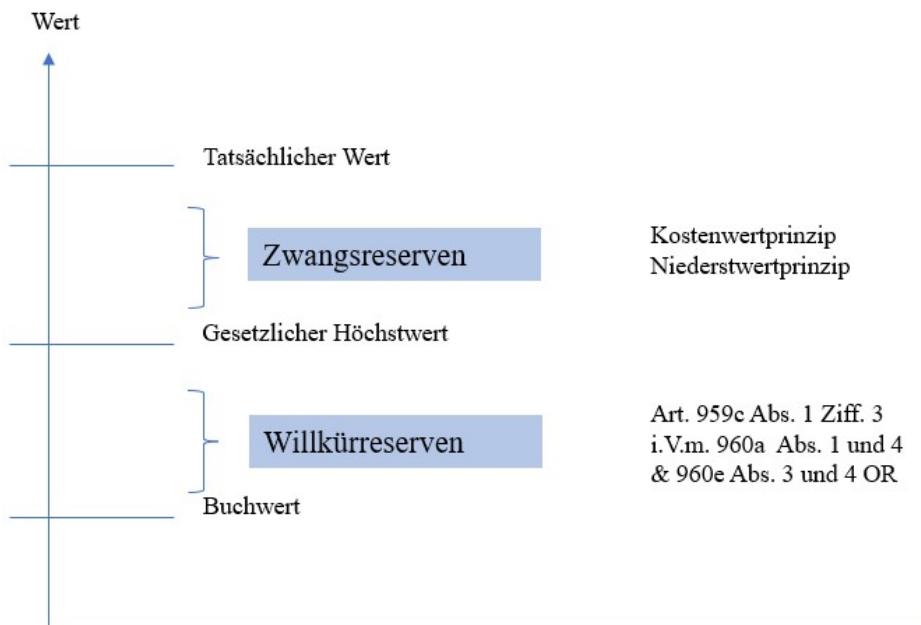 Wert
Tatsächlicher Wert
Zwangsreserven
Kostenwertprinzip
Niederstwertprinzip
Gesetzlicher Höchstwert
Willkürreserven
Art. 959c Abs. 1 Ziff. 3
i.V.m. 960a Abs. 1 und 4
& 960e Abs. 3 und 4 OR
Buchwert